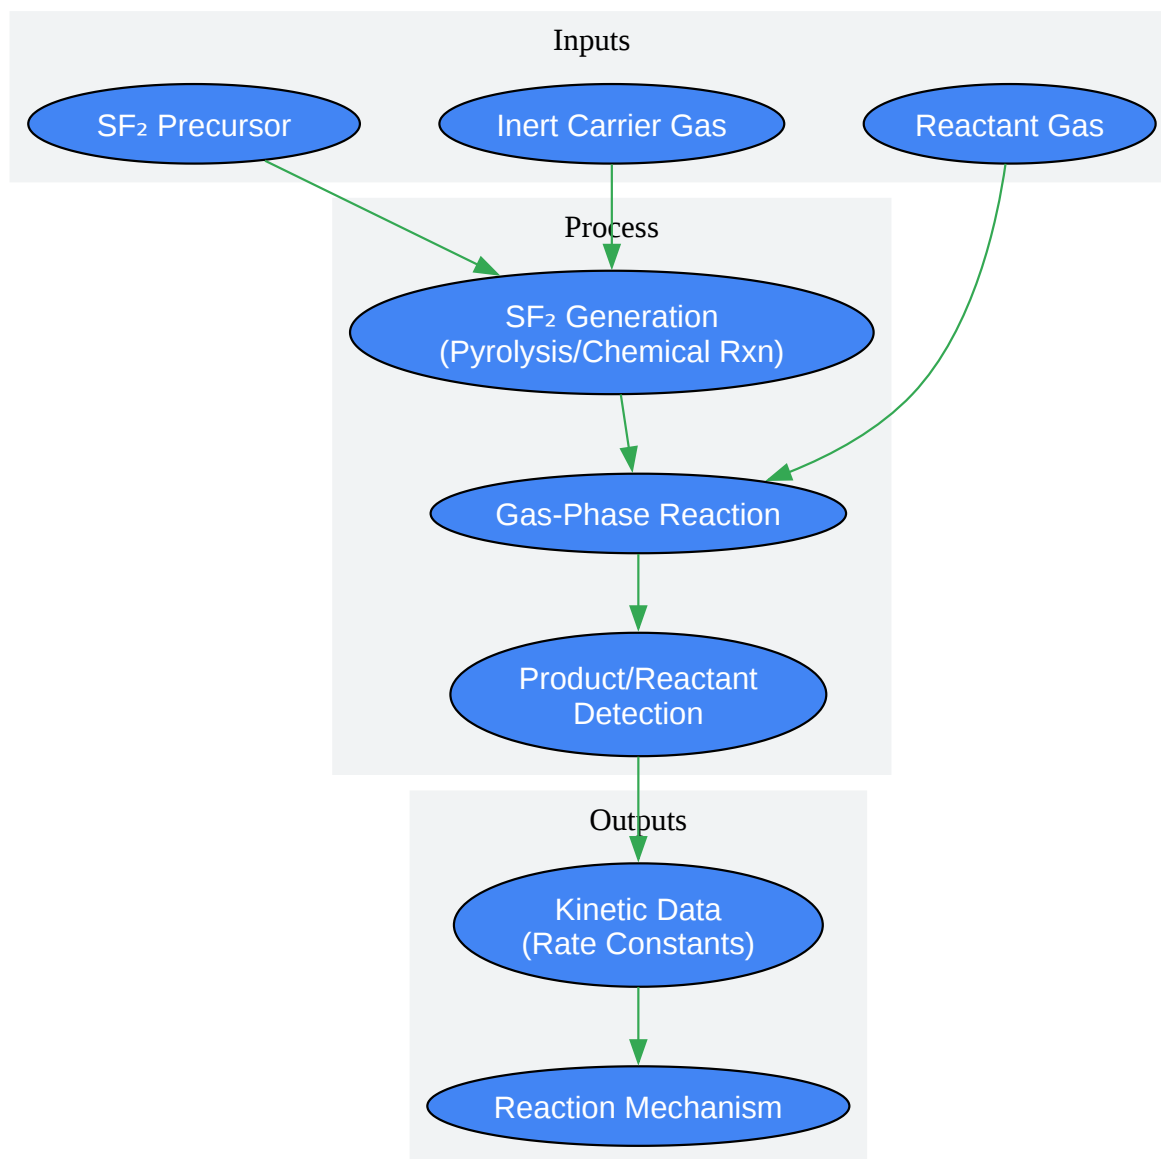 Inputs
SF₂ Precursor
Inert Carrier Gas
Reactant Gas
Process
SF₂ Generation
(Pyrolysis/Chemical Rxn)
Gas-Phase Reaction
Product/Reactant
Detection
Outputs
Kinetic Data
(Rate Constants)
Reaction Mechanism